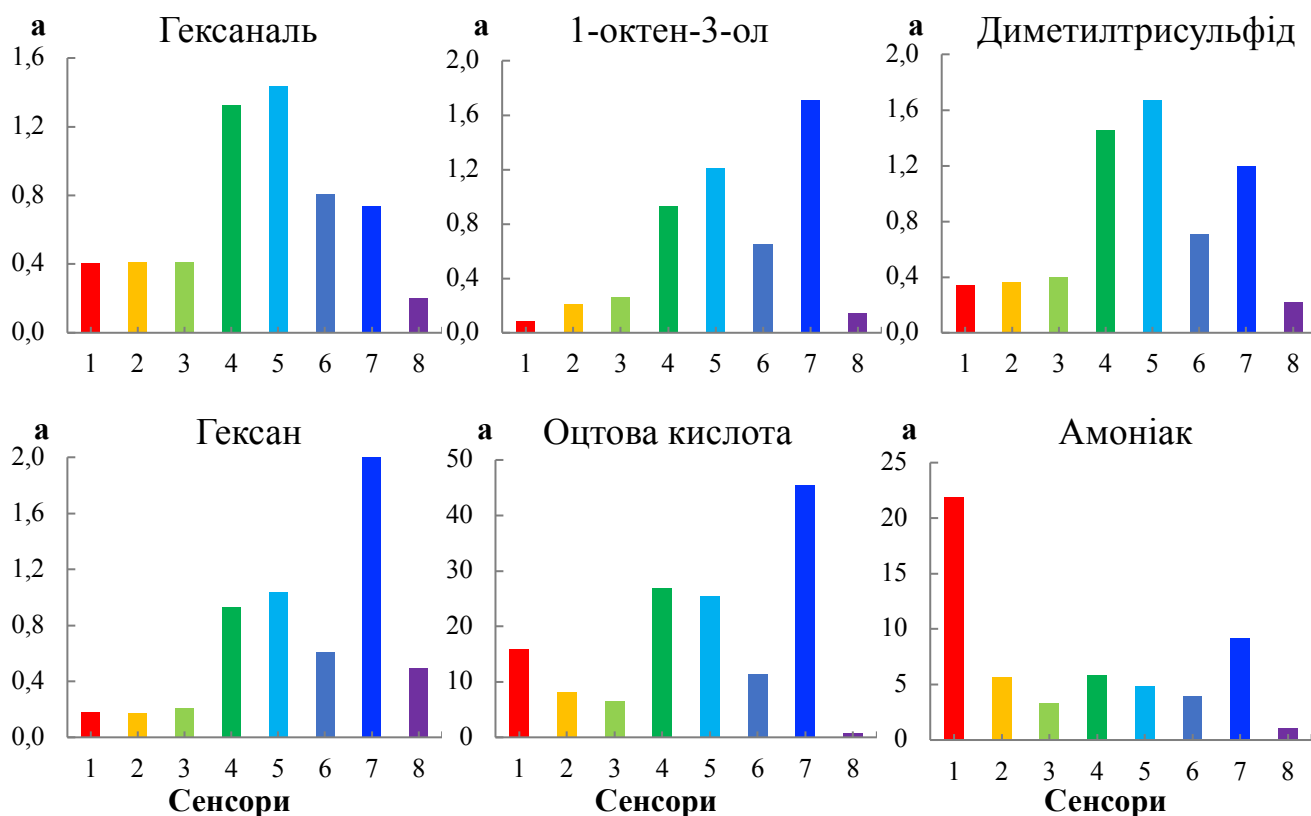 а Гексаналь
1,6
1,2
0,8
0,4
0,0
1 2 3 4 5 6 7 8
а 1-октен-3-ол
2,0
1,6
1,2
0,8
0,4
0,0
1 2 3 4 5 6 7 8
Диметилтрисульфід
а
2,0
1,6
1,2
0,8
0,4
0,0
1 2 3 4 5 6 7 8
а Гексан
2,0
1,6
1,2
0,8
0,4
0,0
1 2 3 4 5 6 7 8
Сенсори
а Оцтова кислота
50
40
30
20
10
0
1 2 3 4 5 6 7 8
а Амоніак
25
20
15
10
5
0
1 2 3 4 5 6 7 8
Сенсори